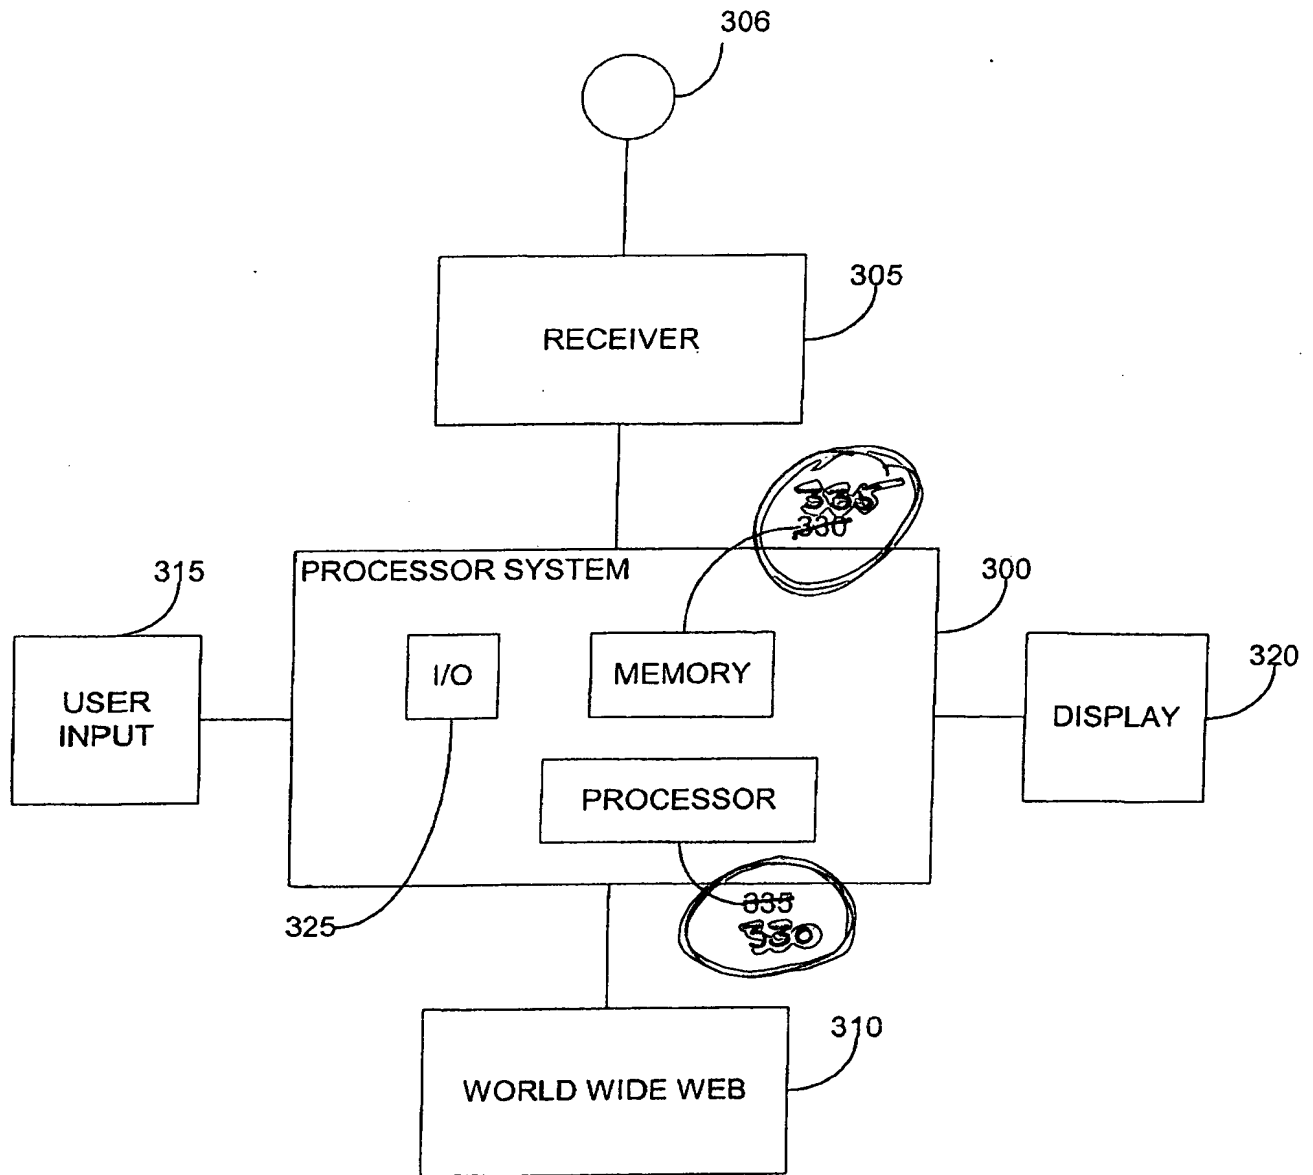 306
305
RECEIVER
335
330
315
PROCESSOR SYSTEM
300
320
I/O
MEMORY
USER
INPUT
DISPLAY
PROCESSOR
325
335
330
310
WORLD WIDE WEB